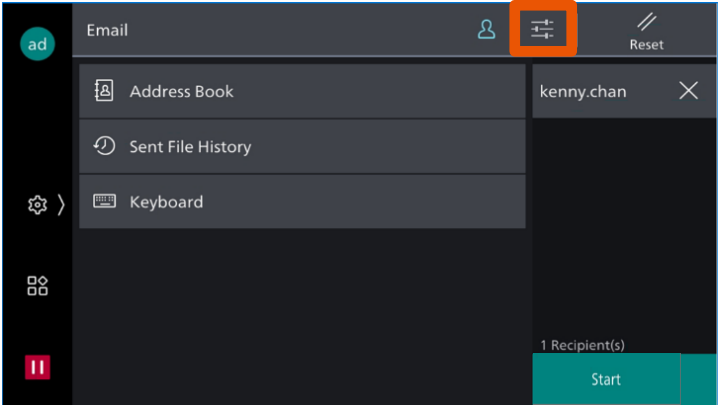 ad
Email
Reset
Address Book
kenny.chan
Sent File History
Keyboard
1 Recipient(s)
Start